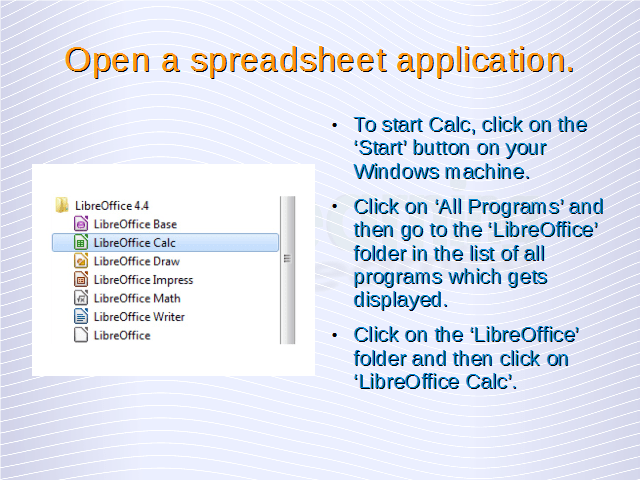 Open a spreadsheet application.
LibreOffice 4.4
LibreOffice Base
LibreOffice Calc
LibreOffice Draw
LibreOffice Impress
LibreOffice Math
LibreOffice Writer
LibreOffice
• To start Calc, click on the
‘Start’ button on your
Windows machine.
• Click on ‘All Programs’ and
then go to the ‘LibreOffice’
folder in the list of all
programs which gets
displayed.
• Click on the ‘LibreOffice’
folder and then click on
‘LibreOffice Calc’.